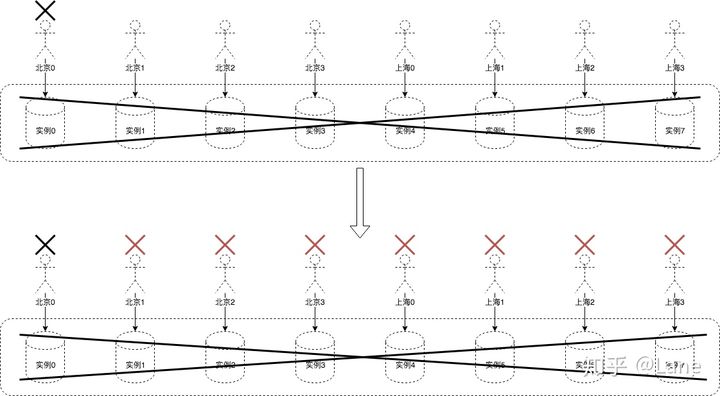 北京0 北京1 北京2 北京3 上海0 上海1 上海2 上海3
实例0 实例1 实例2 实例3 实例4 实例5 实例6 实例7
北京0 北京1 北京2 北京3 上海0 上海1 上海2 上海3
实例0 实例1 实例2 实例3 实例4 实例5
知乎 @Lane